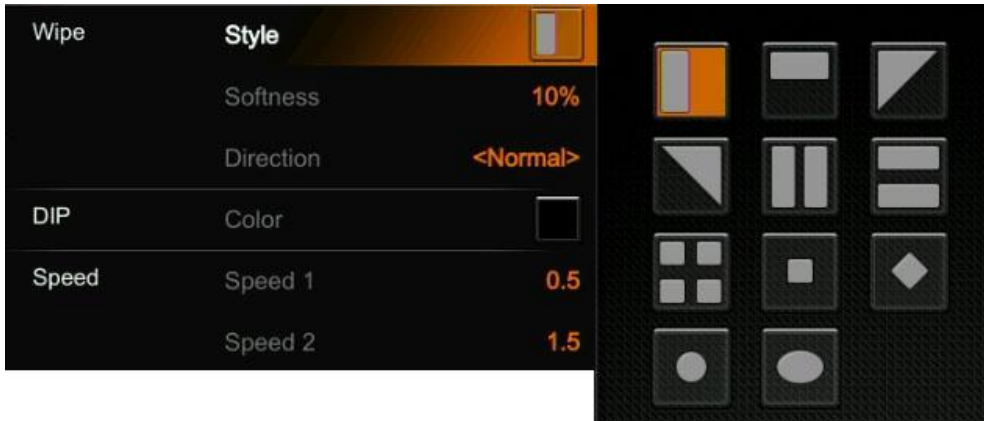 Wipe Style
Softness 10%
Direction <Normal>
DIP Color
Speed Speed 1 0.5
Speed 2 1.5